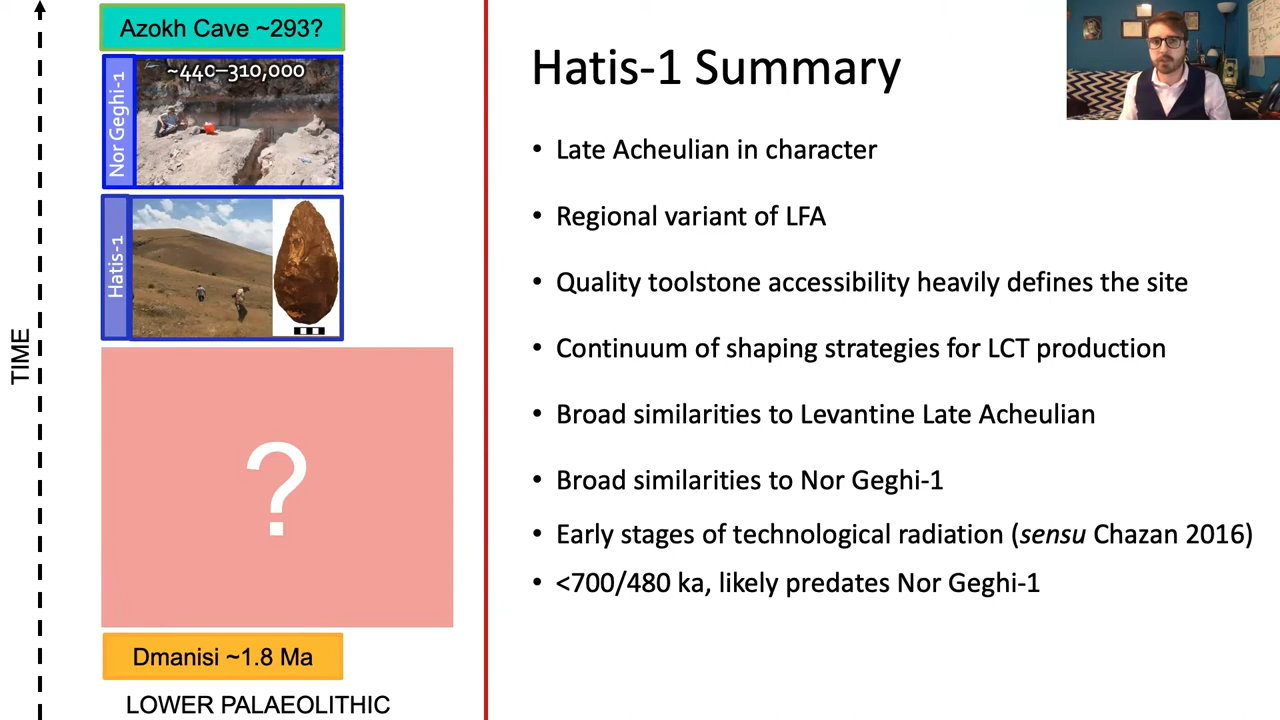 Azokh Cave ~293?
Nor Geghi-1
~440–310,000
Hatis-1
TIME
?
Dmanisi ~1.8 Ma
LOWER PALAEOLITHIC
Hatis-1 Summary
• Late Acheulian in character
• Regional variant of LFA
• Quality toolstone accessibility heavily defines the site
• Continuum of shaping strategies for LCT production
• Broad similarities to Levantine Late Acheulian
• Broad similarities to Nor Geghi-1
• Early stages of technological radiation (sensu Chazan 2016)
• <700/480 ka, likely predates Nor Geghi-1